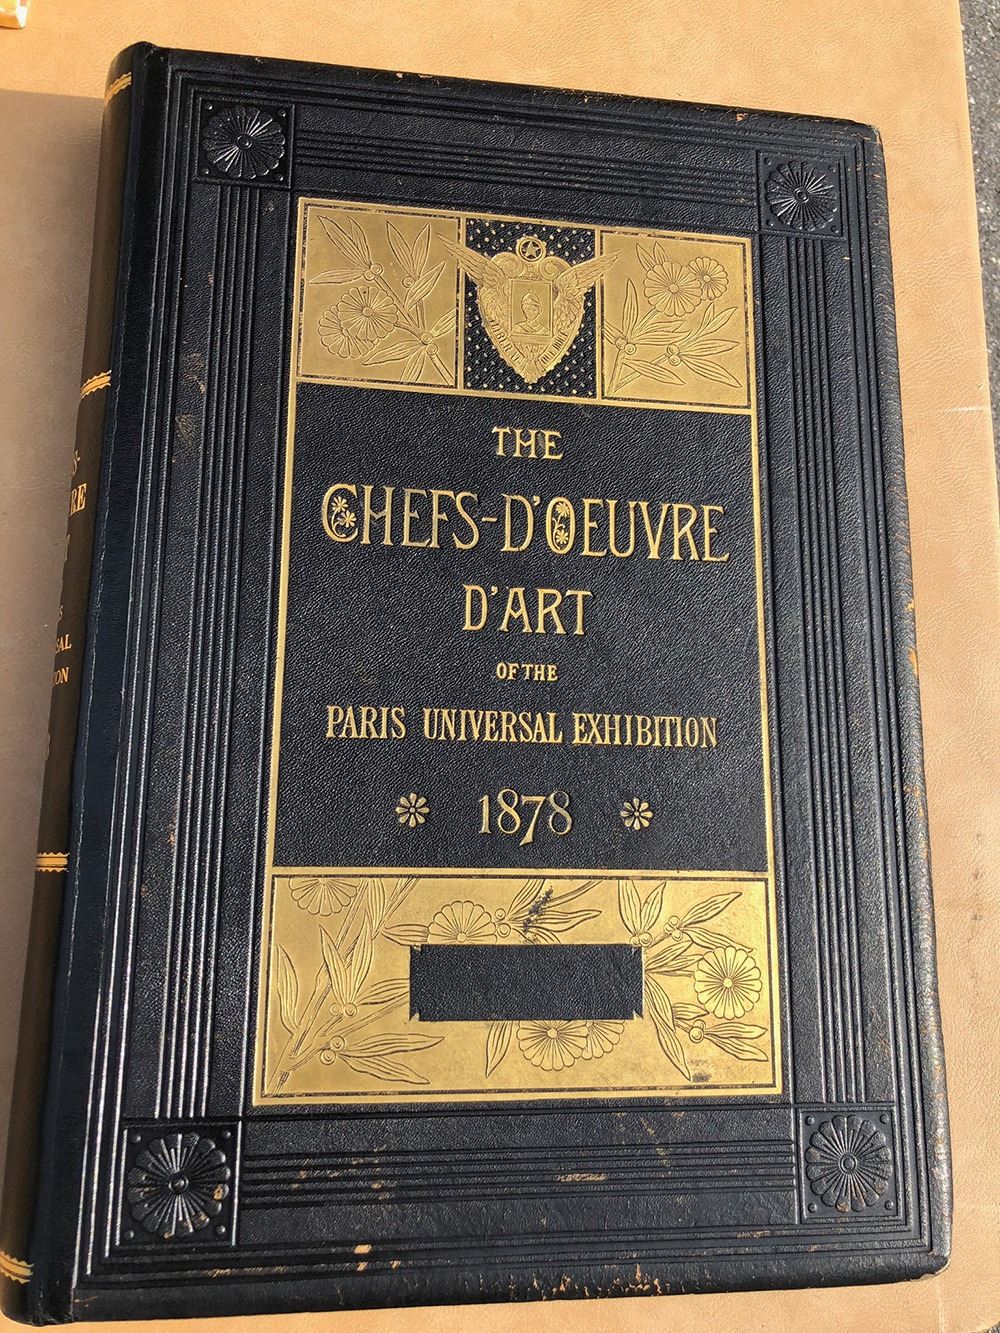 THE
CHEFS-D'OEUVRE
D'ART
OF THE
PARIS UNIVERSAL EXHIBITION
1878